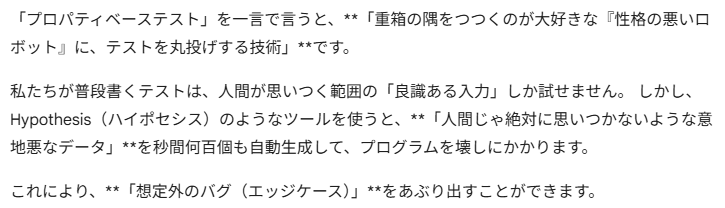 「プロパティベーステスト」を一言で言うと、**「重箱の隅をつつくのが大好きな『性格の悪いロ
ボット』に、テストを丸投げする技術」**です。
私たちが普段書くテストは、人間が思いつく範囲の「良識ある入力」しか試せません。 しかし、
Hypothesis（ハイポセシス）のようなツールを使うと、**「人間じゃ絶対に思いつかないような意
地悪なデータ」**を秒間何百個も自動生成して、プログラムを壊しにかかります。
これにより、**「想定外のバグ（エッジケース）」**をあぶり出すことができます。